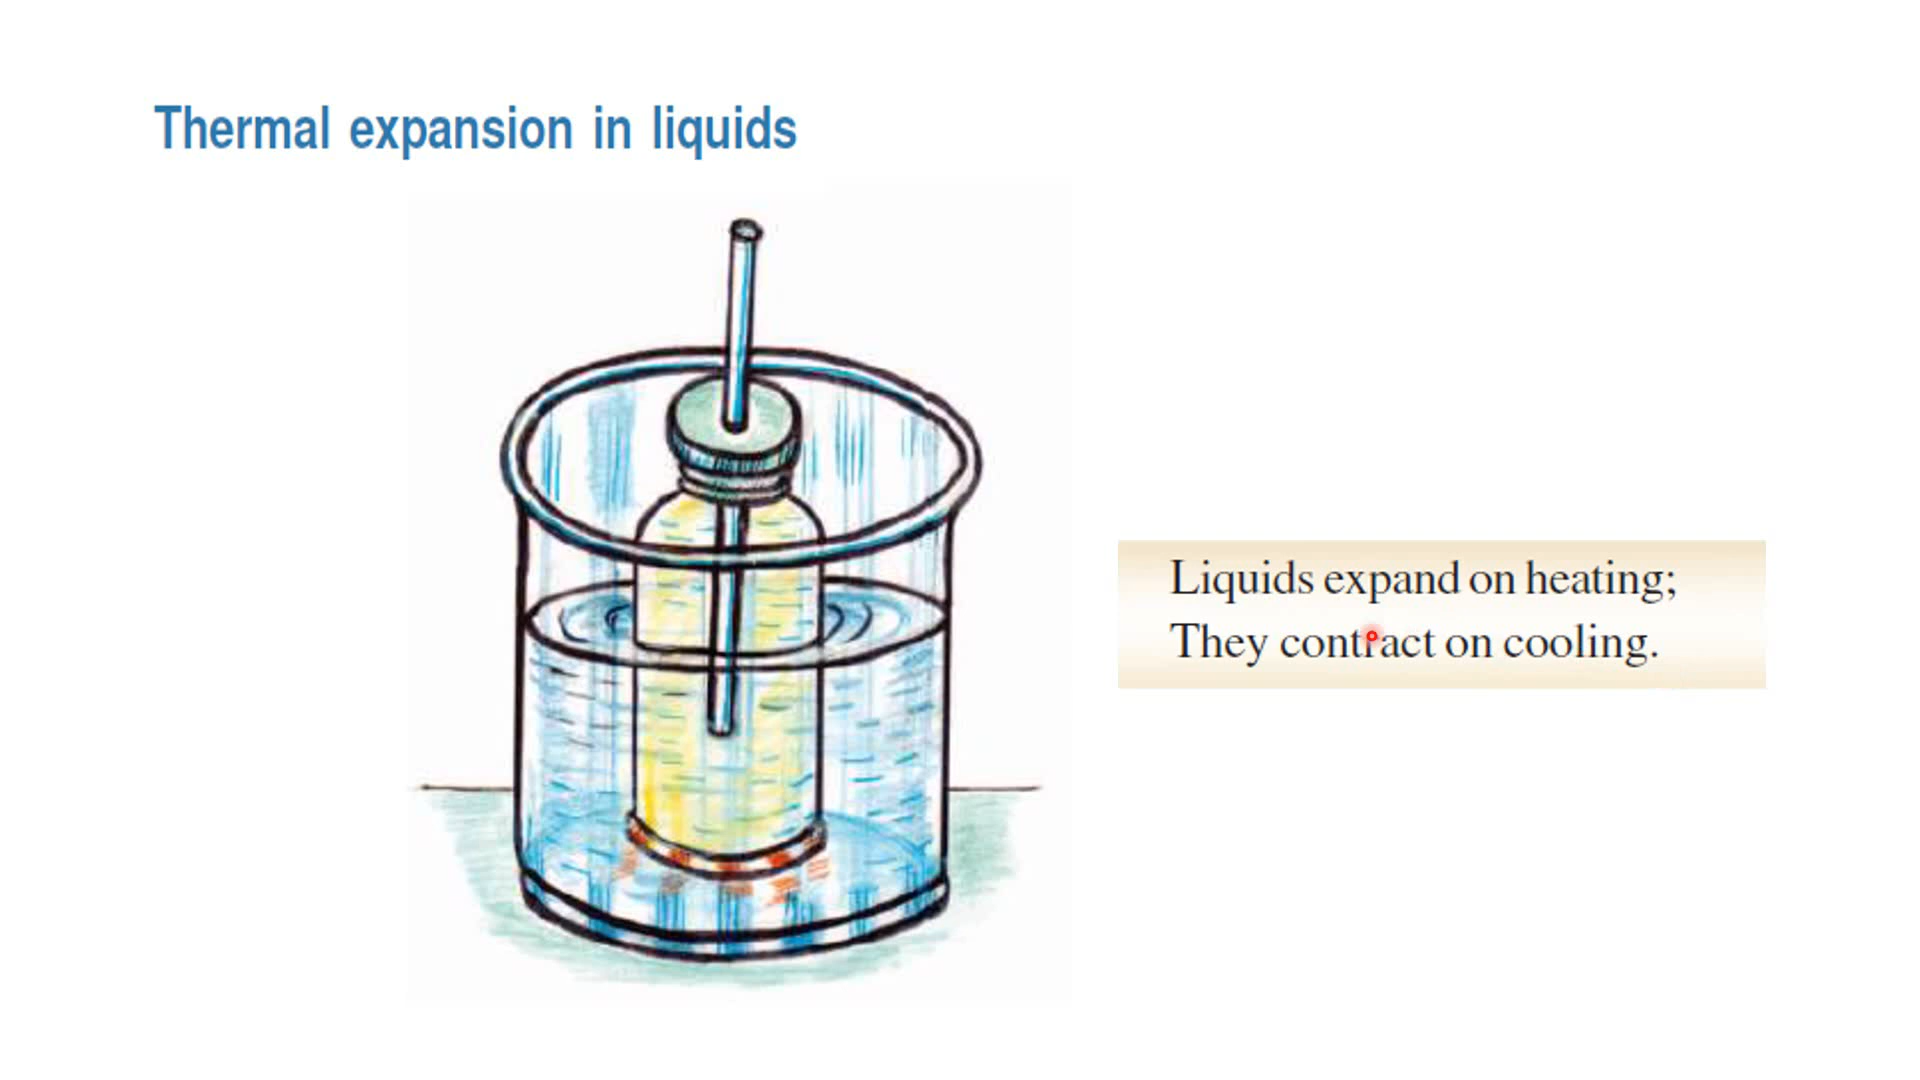 Thermal expansion in liquids
Liquids expand on heating;
They contract on cooling.